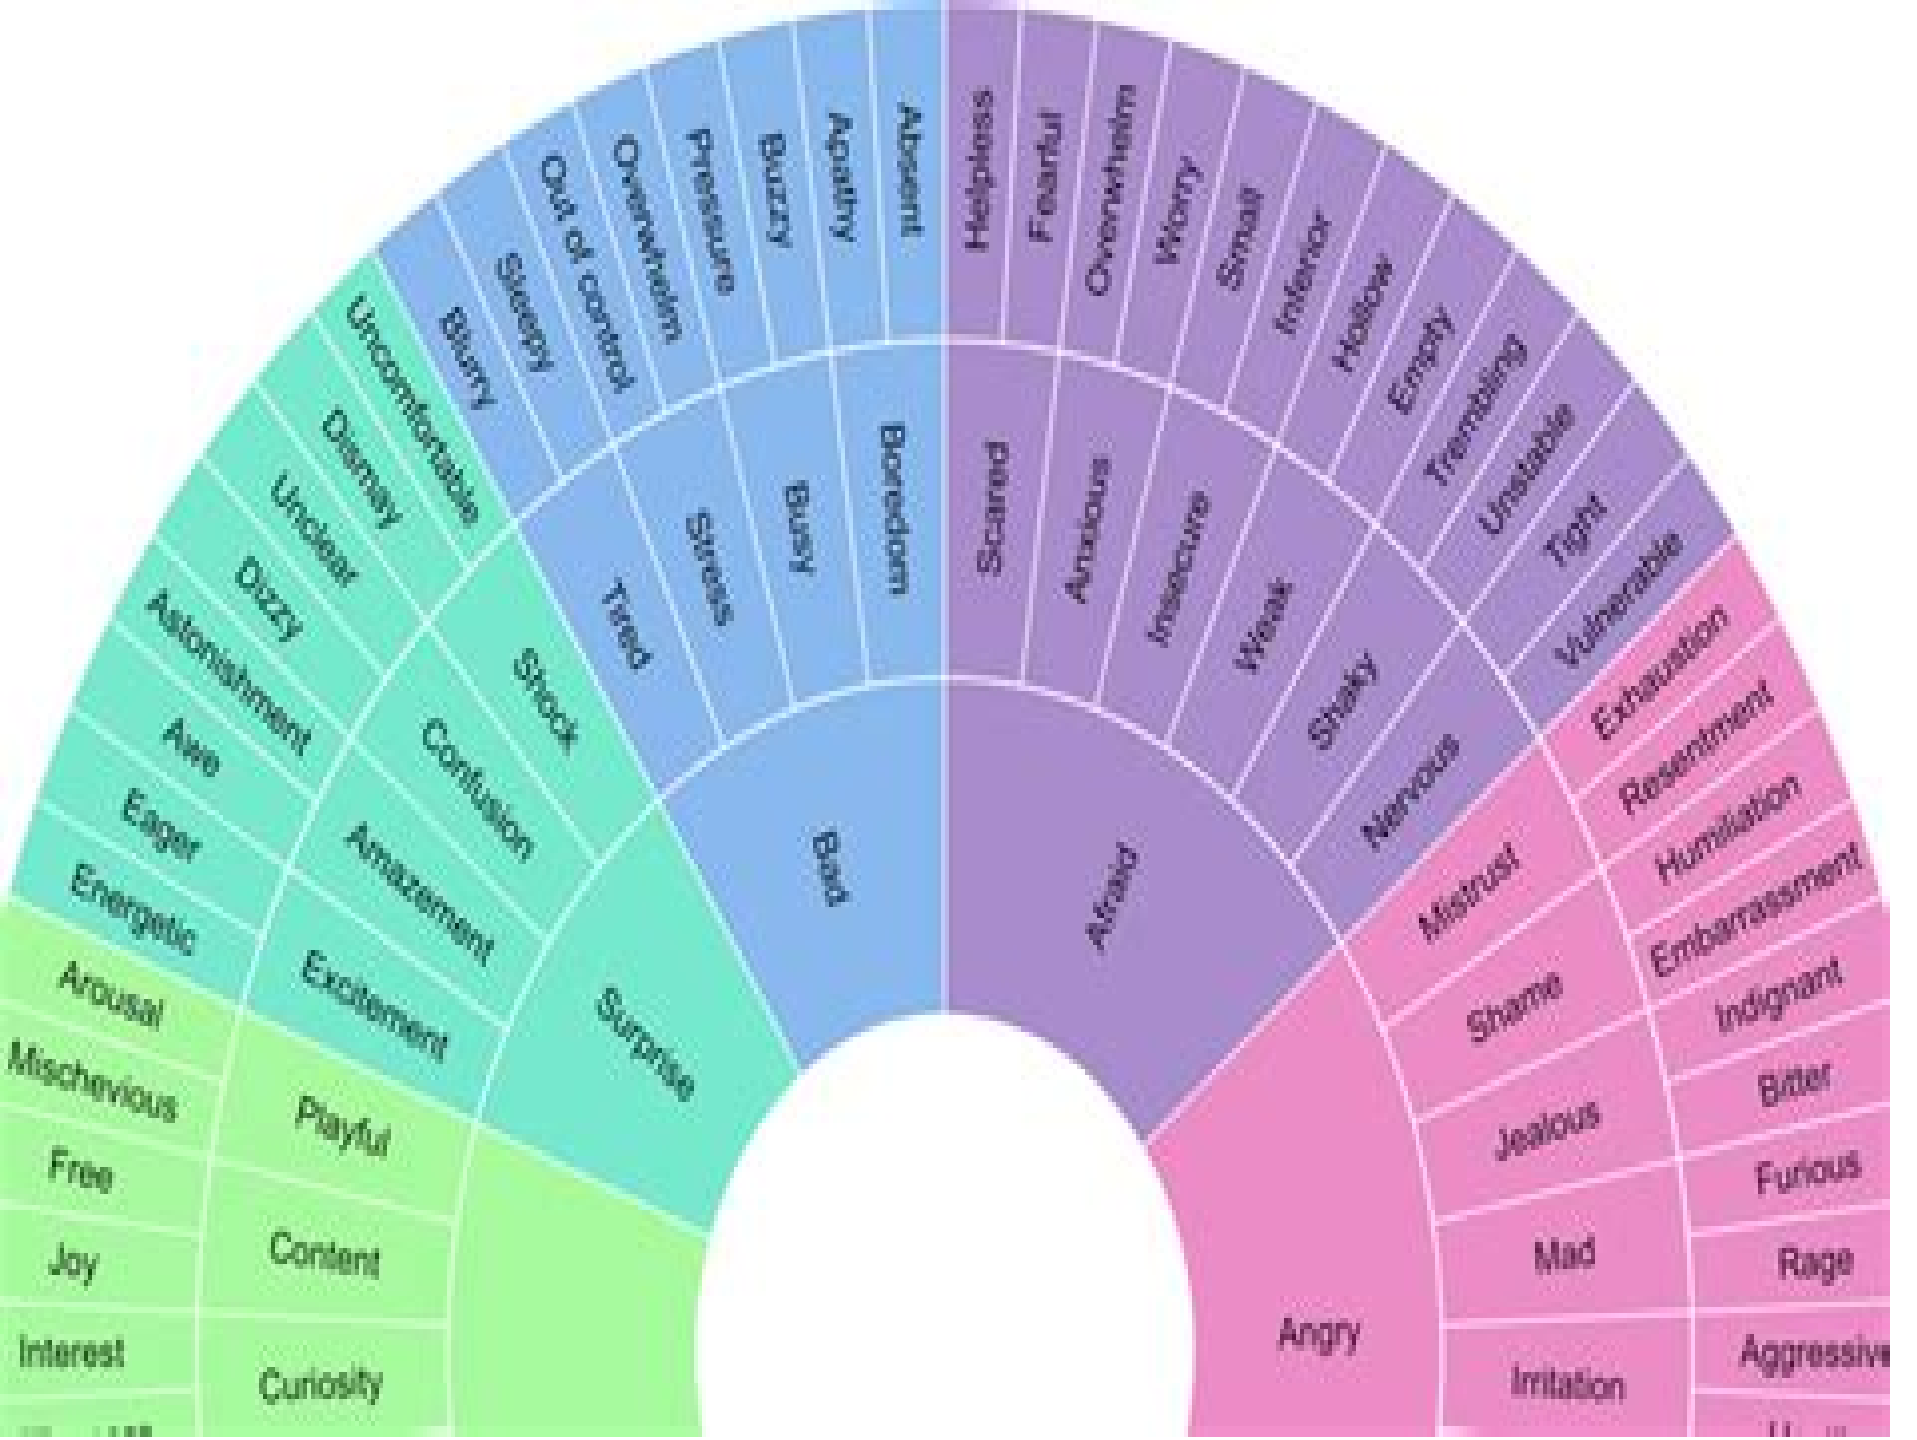 Uncomfortable
Dismay
Unclear
Dizzy
Astonishment
Awe
Eager
Energetic
Arousal
Mischevious
Free
Joy
Interest
Blurry
Sleepy
Out of control
Overwhelm
Pressure
Buzzy
Apathy
Absent
Helpless
Fearful
Overwhelm
Worry
Small
Inferior
Hollow
Empty
Trembling
Unstable
Tight
Vulnerable
Exhaustion
Resentment
Humiliation
Embarrassment
Indignant
Bitter
Furious
Rage
Aggressive
Shock
Confusion
Amazement
Excitement
Playful
Content
Curiosity
Tired
Stress
Busy
Boredom
Scared
Anxious
Insecure
Weak
Shaky
Nervous
Mistrust
Shame
Jealous
Mad
Irritation
Surprise
Bad
Afraid
Angry